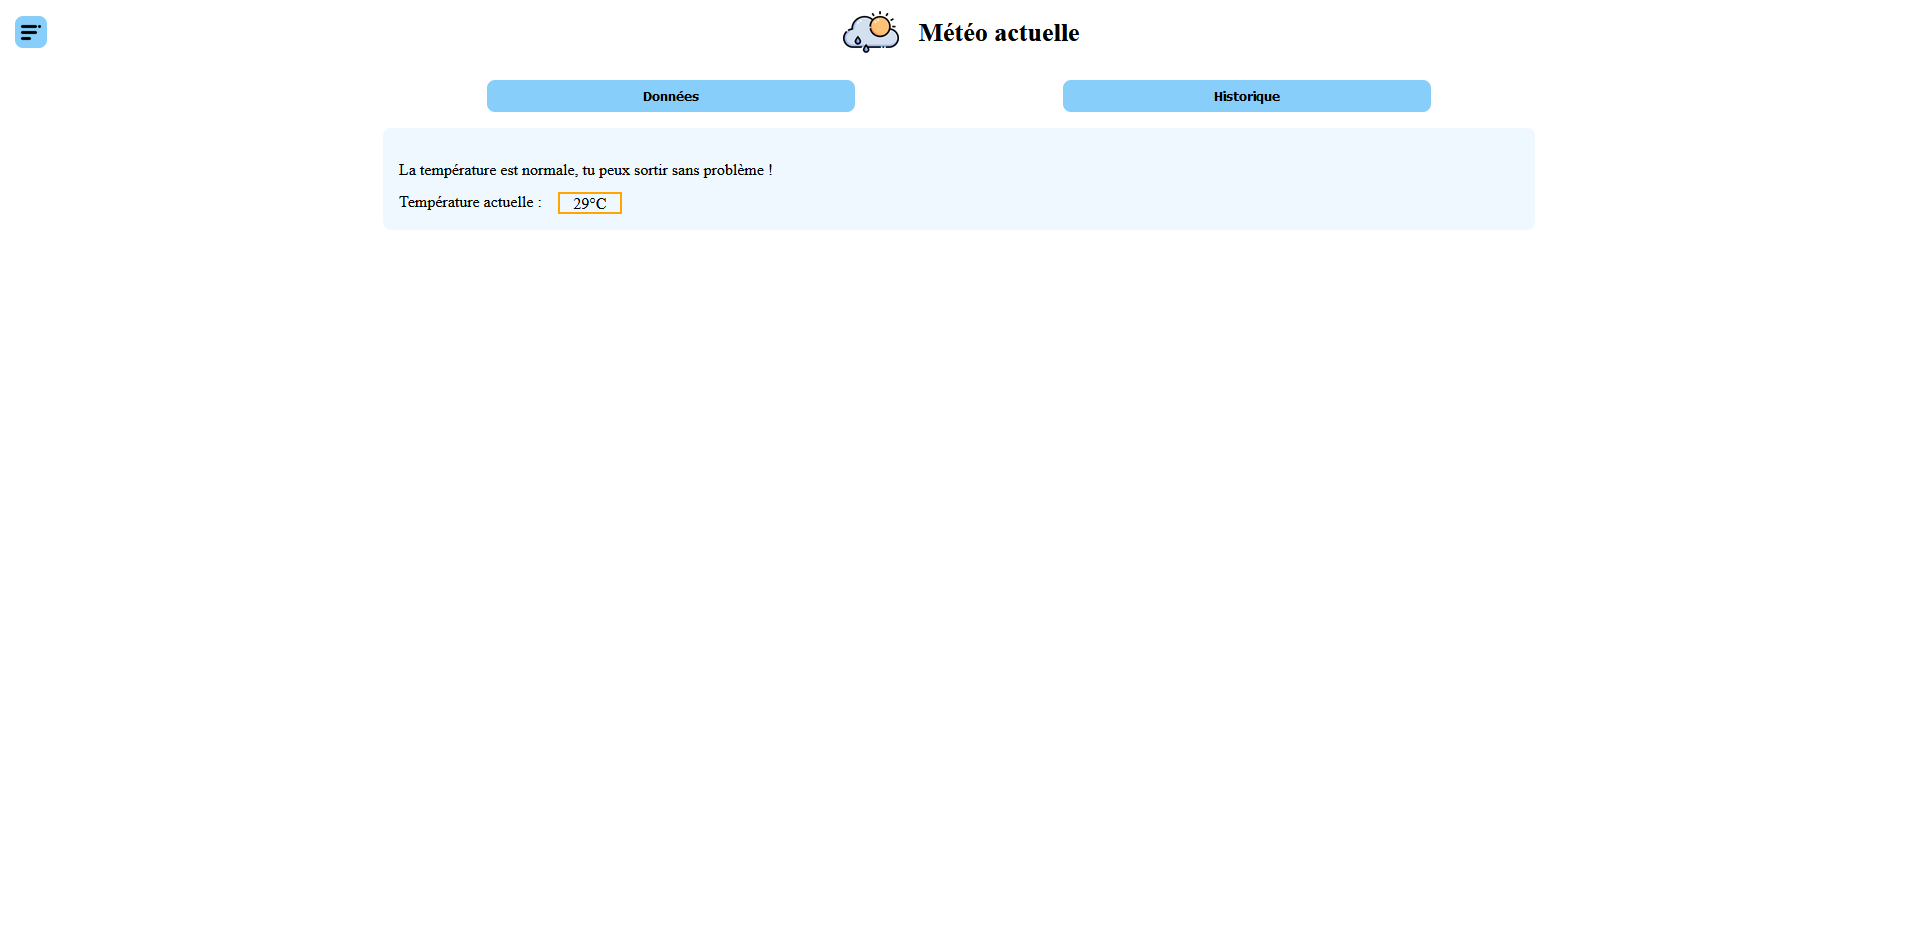 Météo actuelle
Données
Historique
La température est normale, tu peux sortir sans problème !
Température actuelle : 29°C